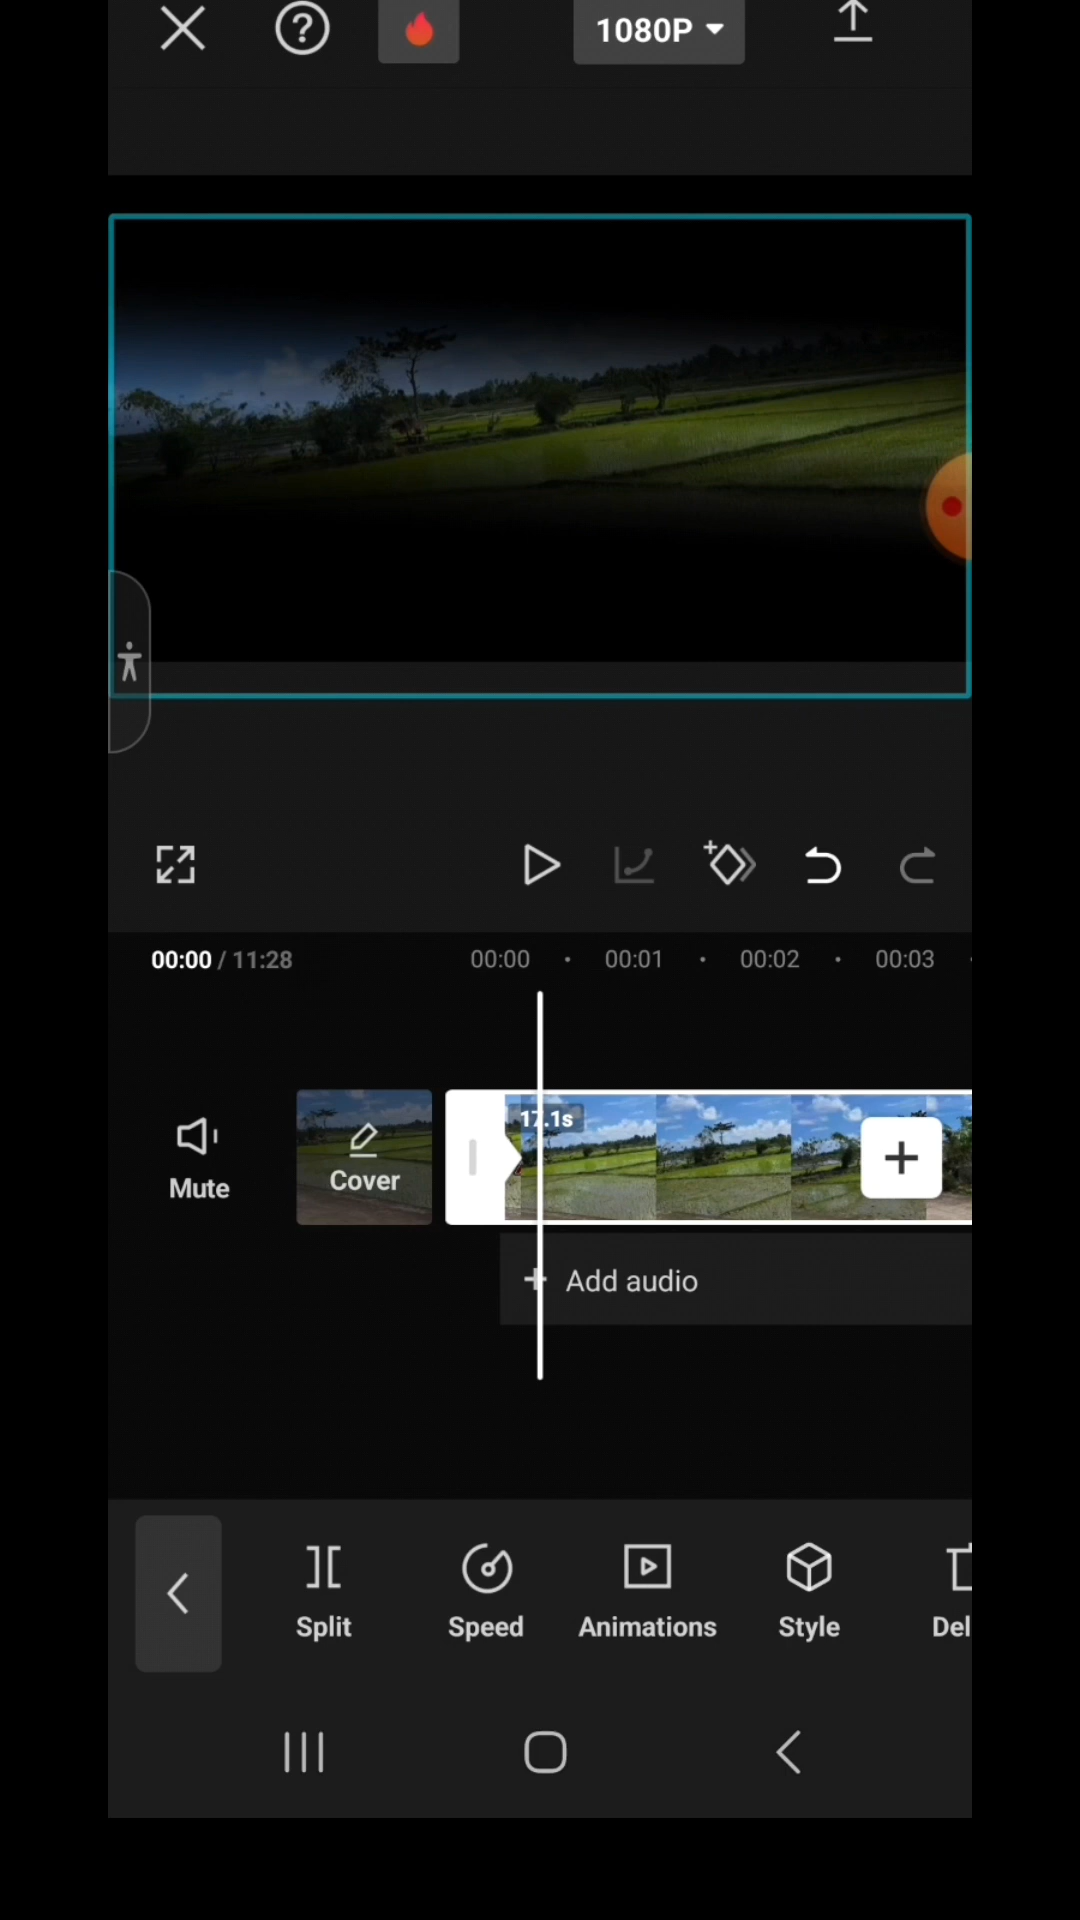 1080P
00:00 / 11:28 00:00 00:01 00:02 00:03
17.1s
Mute
Cover
+ Add audio
Split Speed Animations Style Del